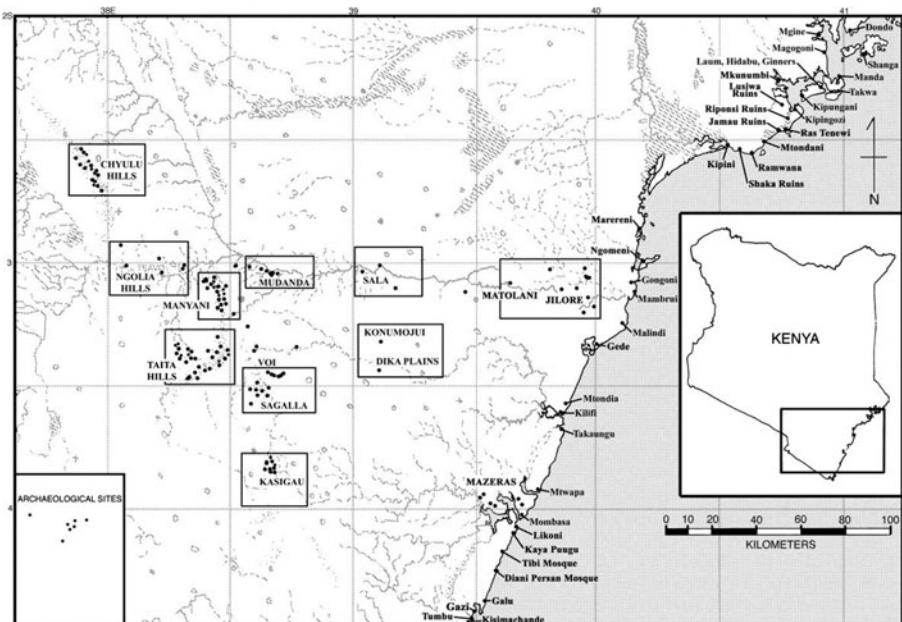 38E
39
40
41
2S
Mgine
Dondo
Magogoni
Shanga
Laum, Hidabu, Ginners
Manda
Mkunumbi
Lusiwa
Ruins
Takwa
Kipungani
Riponsi Ruins
Kipingozi
Jamau Ruins
Ras Tenewi
Mtondani
Kipini
Ramwana
Shaka Ruins
N
CHYULU
HILLS
Marereni
3
Ngomeni
NGOLIA
HILLS
MUDANDA
SALA
MATOLANI
JILORE
Gongoni
MANYANI
Mambrui
KONUMOJUI
Malindi
TAITA
HILLS
VOI
DIKA PLAINS
Gede
KENYA
SAGALLA
Mtondia
Kilifi
Takaungu
KASIGAU
MAZERAS
Mtwapa
ARCHAEOLOGICAL SITES
4
Mombasa
Likoni
Kaya Puugu
Tibi Mosque
Diani Persan Mosque
Galu
Gazi
Tumbu
Kisimachande
0 10 20 40 60 80 100
KILOMETERS